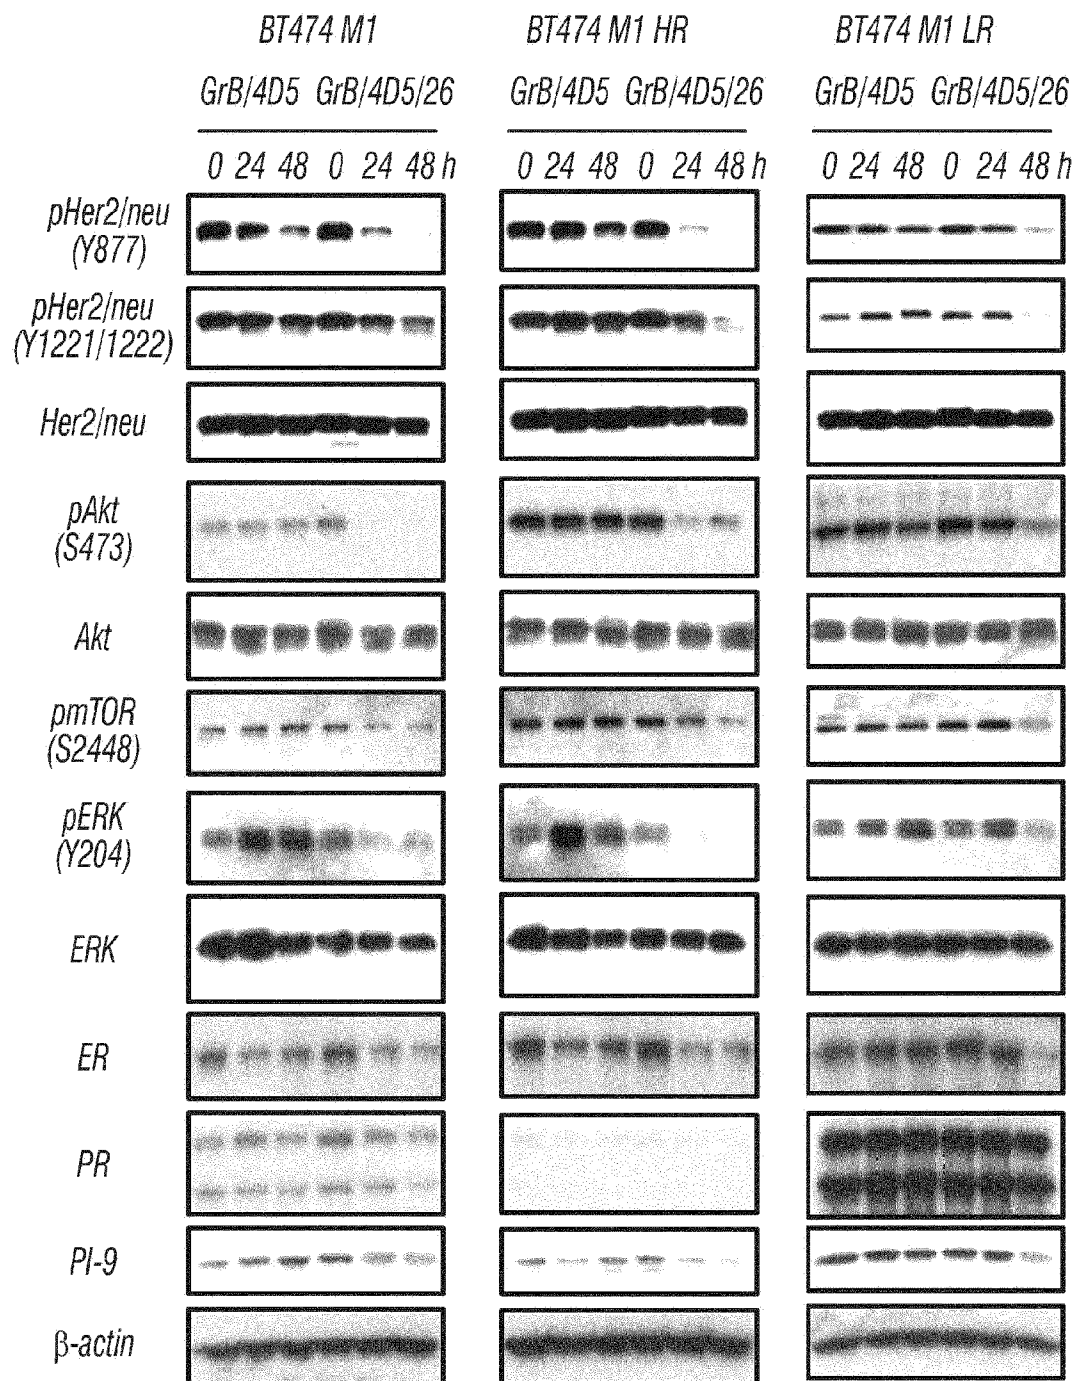 BT474 M1 BT474 M1 HR BT474 M1 LR
GrB/4D5 GrB/4D5/26 GrB/4D5 GrB/4D5/26 GrB/4D5 GrB/4D5/26
0 24 48 0 24 48 h 0 24 48 0 24 48 h 0 24 48 0 24 48 h
pHer2/neu
(Y877)
pHer2/neu
(Y1221/1222)
Her2/neu
pAkt
(S473)
Akt
pmTOR
(S2448)
pERK
(Y204)
ERK
ER
PR
PI-9
β-actin